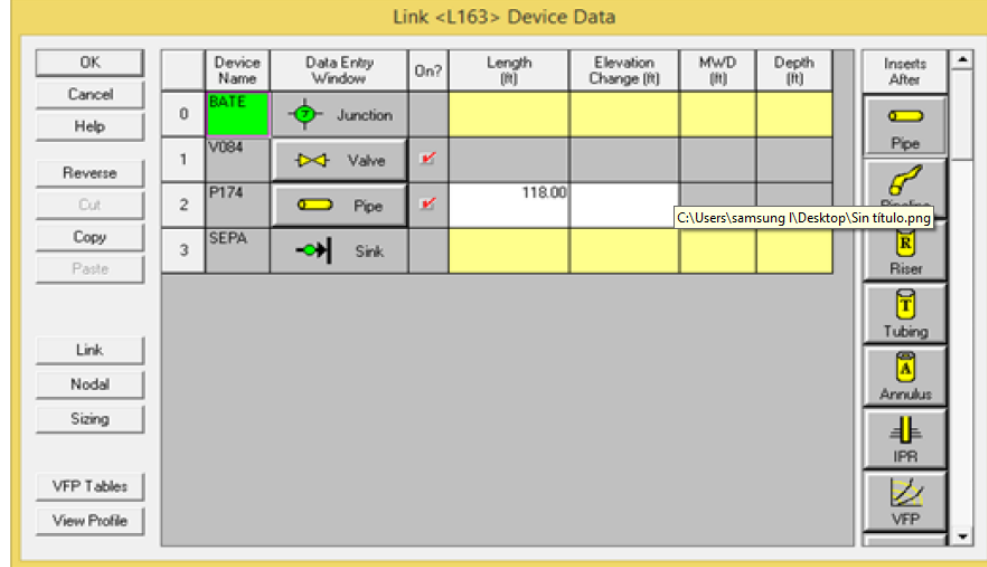 Link <L163> Device Data
OK
Cancel
Help
Reverse
Cut
Copy
Paste
Link
Nodal
Sizing
VFP Tables
View Profile
Device Name
Data Entry Window
On?
Length (ft)
Elevation Change (ft)
MWD (ft)
Depth (ft)
0 BATE ? Junction
1 V084 Valve
2 P174 Pipe 118.00
3 SEPA Sink
C:\Users\samsung I\Desktop\Sin título.png
Inserts After
Pipe
R
Riser
T
Tubing
A
Annulus
IPR
VFP